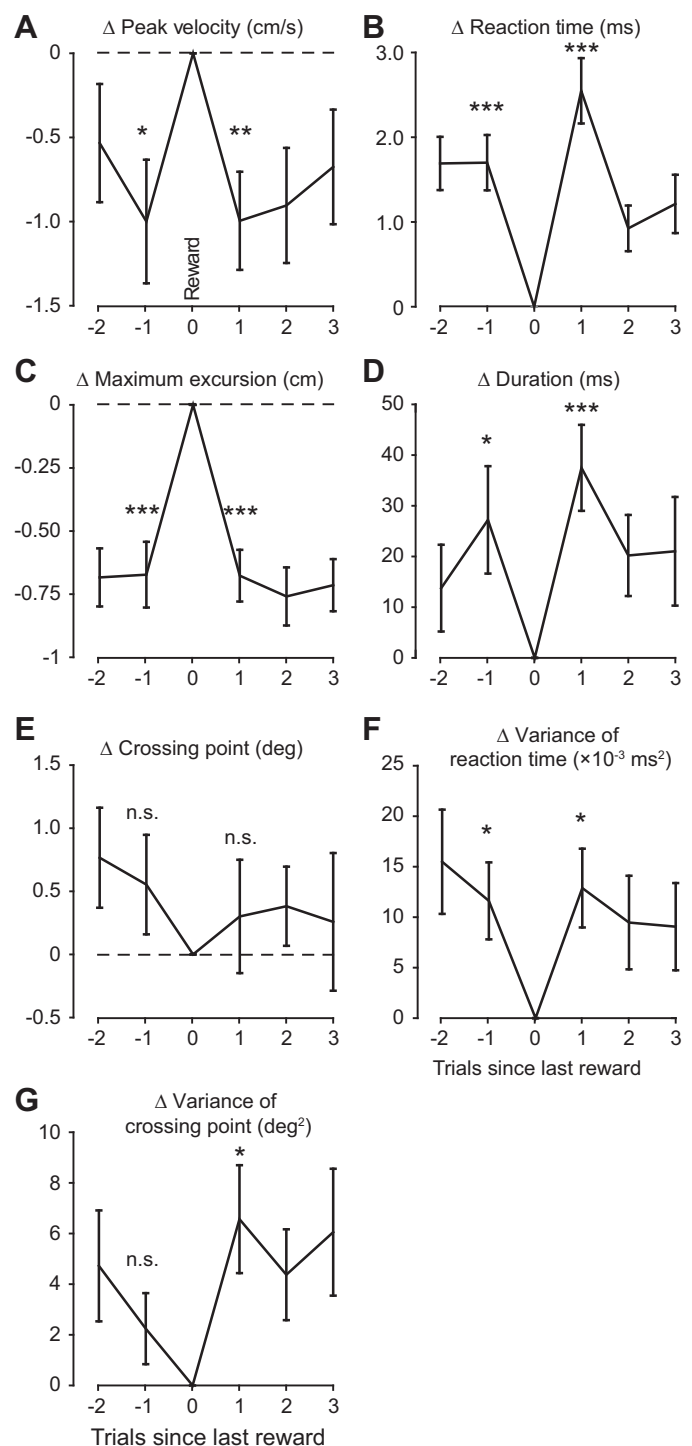 A
Δ Peak velocity (cm/s)
0
-0.5
-1.0
-1.5
*
**
Reward
-2 -1 0 1 2 3
B
Δ Reaction time (ms)
3.0
2.0
1.0
0
***
***
-2 -1 0 1 2 3
C
Δ Maximum excursion (cm)
0
-0.25
-0.50
-0.75
-1
***
***
-2 -1 0 1 2 3
D
Δ Duration (ms)
50
40
30
20
10
0
*
***
-2 -1 0 1 2 3
E
Δ Crossing point (deg)
1.5
1.0
0.5
0
-0.5
n.s.
n.s.
-2 -1 0 1 2 3
F
Δ Variance of
reaction time (×10⁻³ ms²)
25
20
15
10
5
0
*
*
-2 -1 0 1 2 3
Trials since last reward
G
Δ Variance of
crossing point (deg²)
10
8
6
4
2
0
n.s.
*
-2 -1 0 1 2 3
Trials since last reward